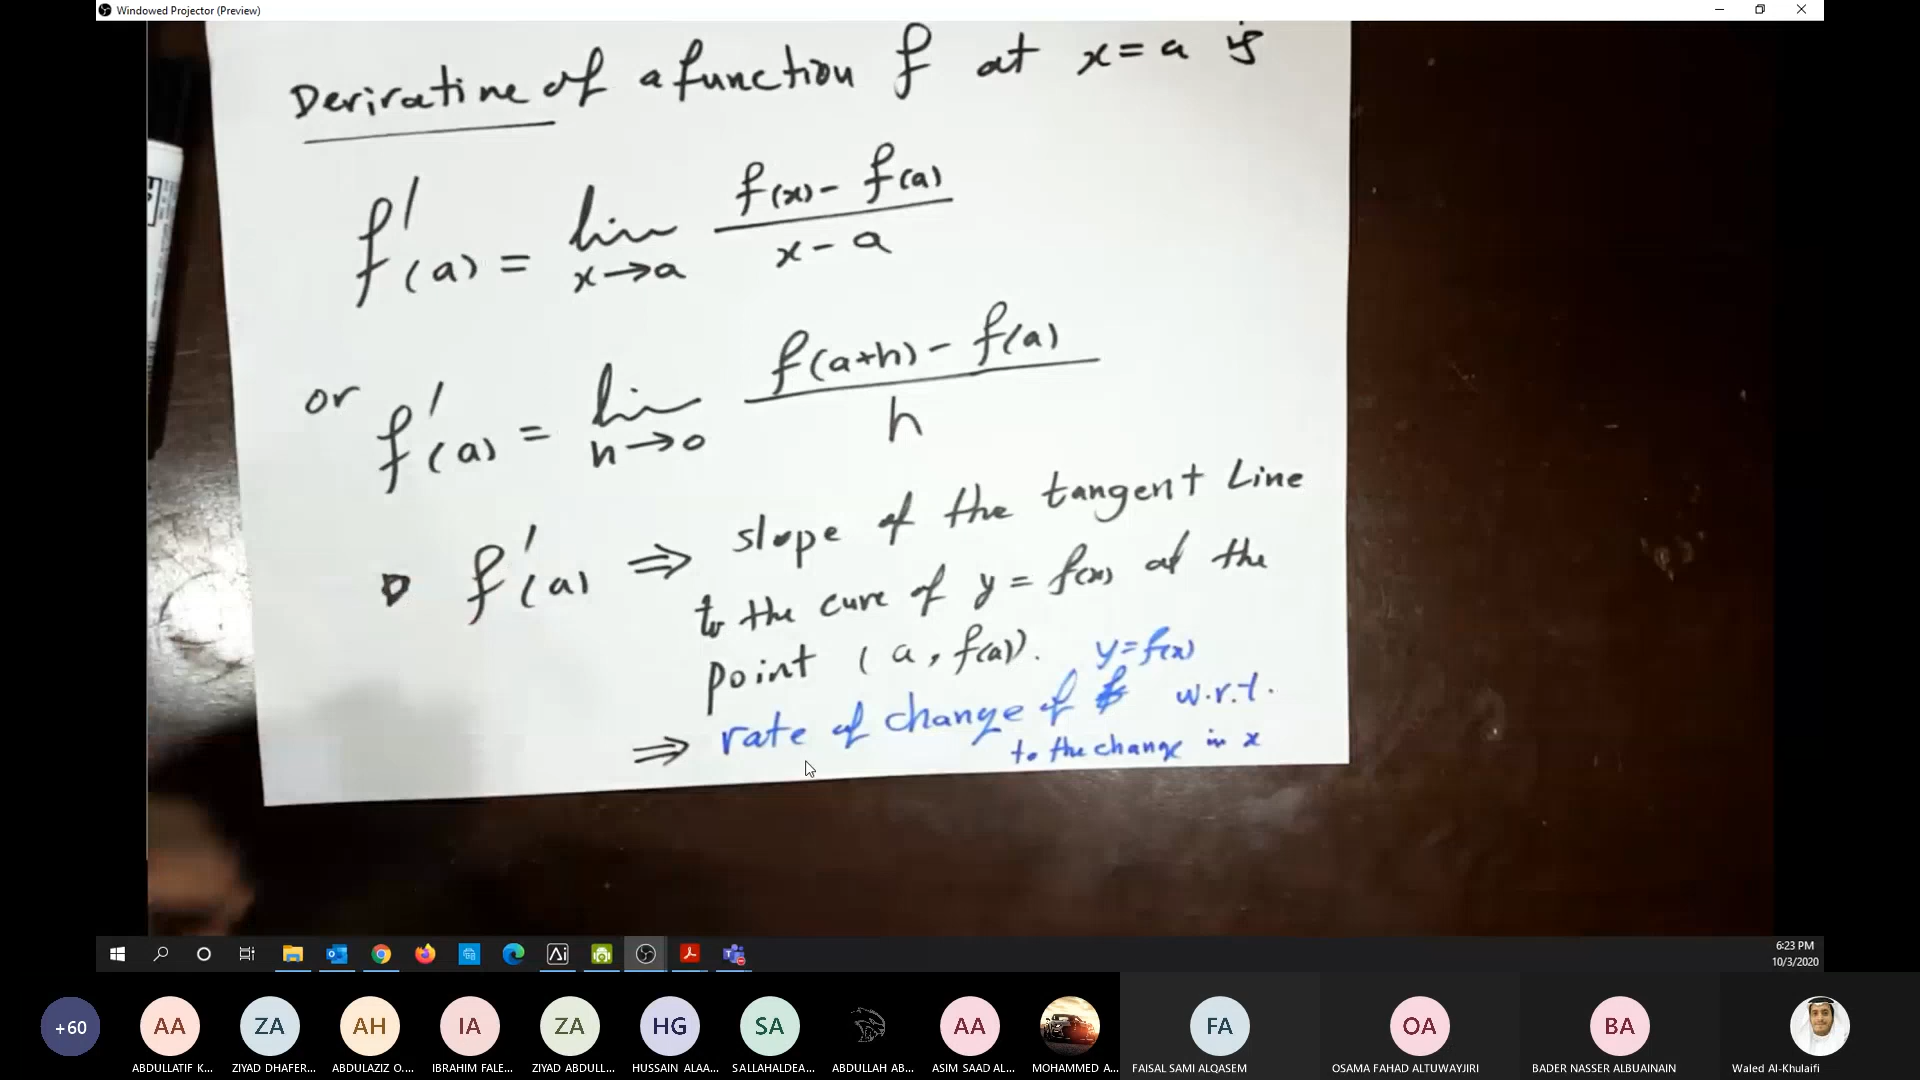 Windowed Projector (Preview)
Derivative of a function f at x = a is
f'(a) = lim x→a f(x) - f(a) / x - a
or f'(a) = lim h→0 f(a+h) - f(a) / h
f'(a) ⇒ slope of the tangent Line
to the curve of y = f(x) at the
point (a, f(a)).
y = f(x)
⇒ rate of change of f w.r.t.
to the change in x
6:23 PM
10/3/2020
+60
AA
ZA
AH
IA
ZA
HG
SA
AA
FA
OA
BA
ABDULLATIF K...
ZIYAD DHAFER...
ABDULAZIZ O....
IBRAHIM FALE...
ZIYAD ABDULL...
HUSSAIN ALAA...
SALLAHALDEA...
ABDULLAH AB...
ASIM SAAD AL...
MOHAMMED A...
FAISAL SAMI ALQASEM
OSAMA FAHAD ALTUWAYJIRI
BADER NASSER ALBUAINAIN
Waled Al-Khulaifi